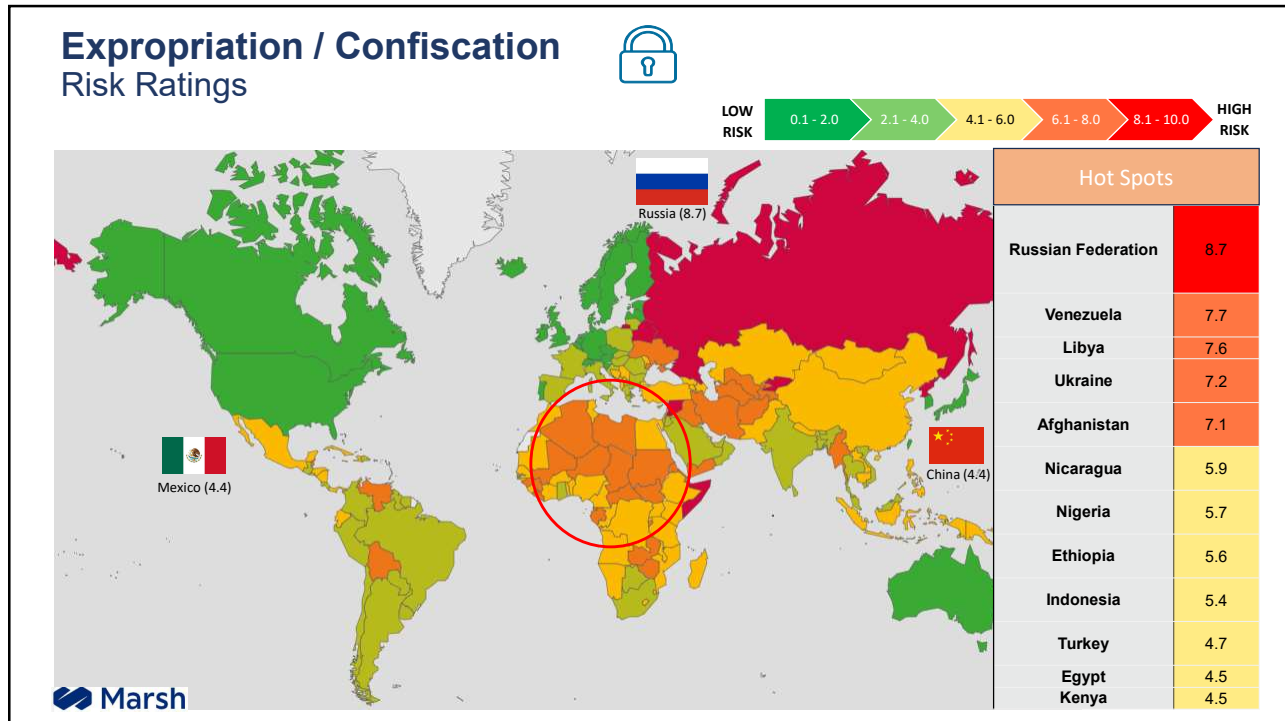 Expropriation / Confiscation
Risk Ratings
LOW
RISK
0.1 - 2.0
2.1 - 4.0
4.1 - 6.0
6.1 - 8.0
8.1 - 10.0
HIGH
RISK
Russia (8.7)
Mexico (4.4)
China (4.4)
Hot Spots
Russian Federation 8.7
Venezuela 7.7
Libya 7.6
Ukraine 7.2
Afghanistan 7.1
Nicaragua 5.9
Nigeria 5.7
Ethiopia 5.6
Indonesia 5.4
Turkey 4.7
Egypt 4.5
Kenya 4.5
Marsh